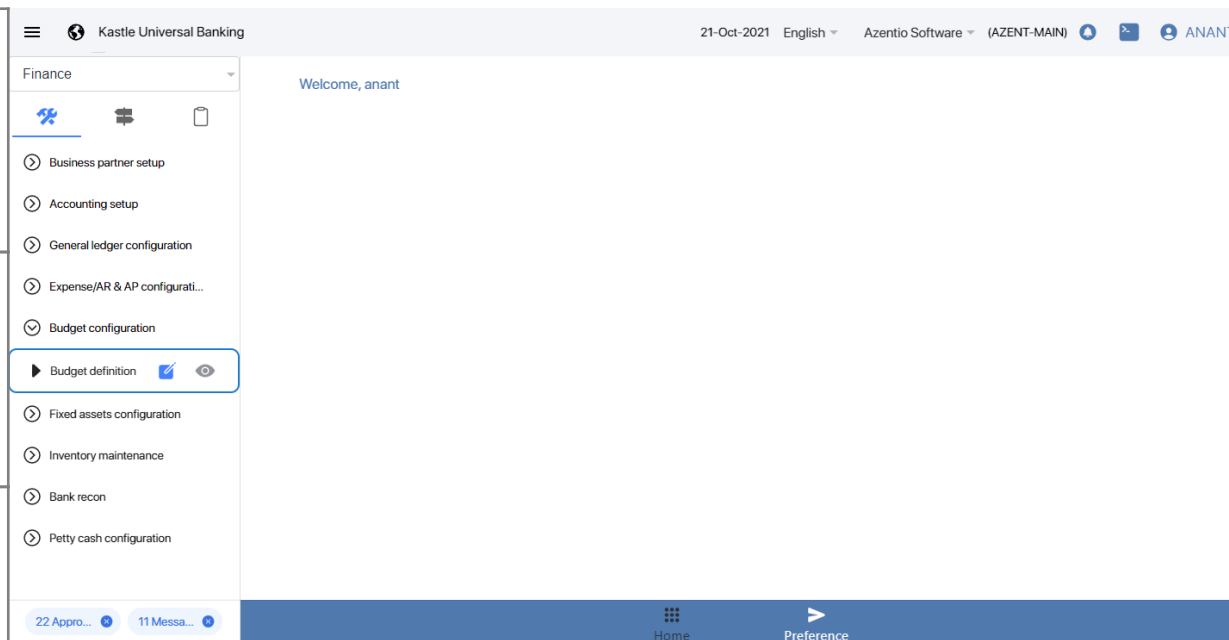 Kastle Universal Banking 21-Oct-2021 English Azentio Software (AZENT-MAIN) ANANT
Finance
Welcome, anant
Business partner setup
Accounting setup
General ledger configuration
Expense/AR & AP configurati...
Budget configuration
Budget definition
Fixed assets configuration
Inventory maintenance
Bank recon
Petty cash configuration
22 Appro... 11 Messa...
Home Preference